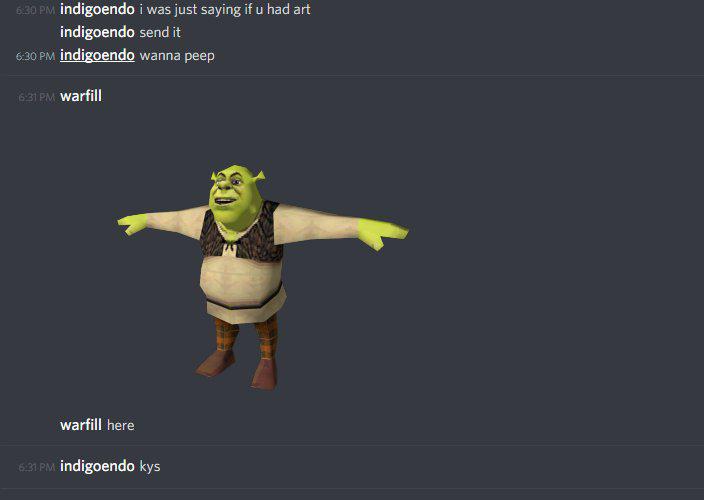 6:30 PM indigoendo i was just saying if u had art
indigoendo send it
6:30 PM indigoendo wanna peep
6:31 PM warfill
warfill here
6:31 PM indigoendo kys